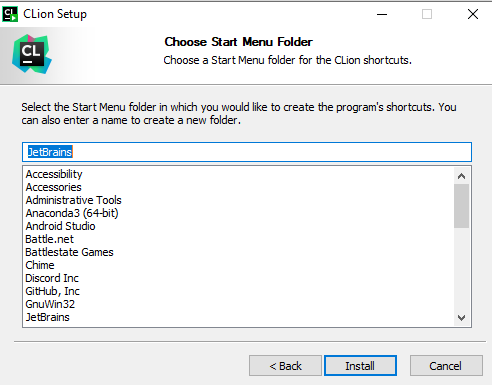 CLion Setup
CL
Choose Start Menu Folder
Choose a Start Menu folder for the CLion shortcuts.
Select the Start Menu folder in which you would like to create the program's shortcuts. You
can also enter a name to create a new folder.
JetBrains
Accessibility
Accessories
Administrative Tools
Anaconda3 (64-bit)
Android Studio
Battle.net
Battlestate Games
Chime
Discord Inc
GitHub, Inc
GnuWin32
JetBrains
< Back
Install
Cancel